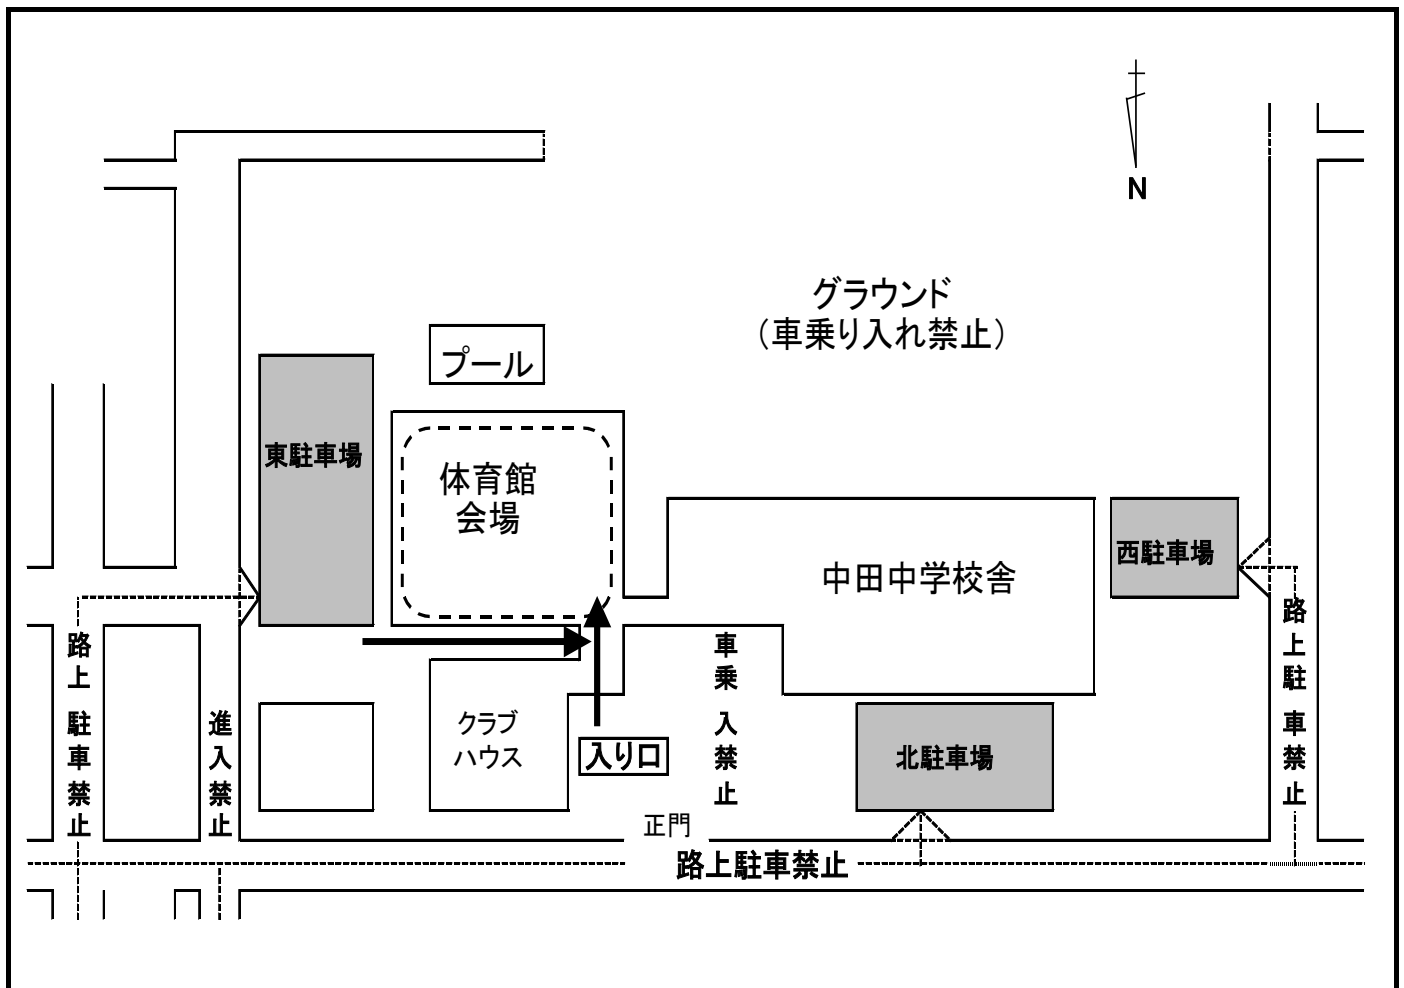 N
グラウンド
（車乗り入れ禁止）
プール
東駐車場
体育館
会場
西駐車場
中田中学校舎
路上駐車禁止
進入禁止
クラブ
ハウス
入り口
車乗入禁止
北駐車場
路上駐車禁止
正門
路上駐車禁止